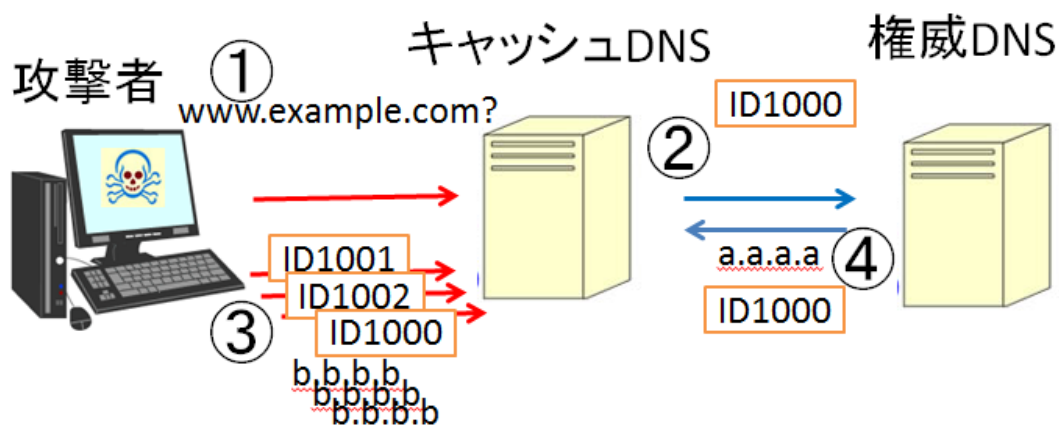 攻撃者
①
www.example.com?
キャッシュDNS
権威DNS
②
ID1000
③
ID1001
ID1002
ID1000
b.b.b.b
b.b.b.b
b.b.b.b
a.a.a.a
④
ID1000